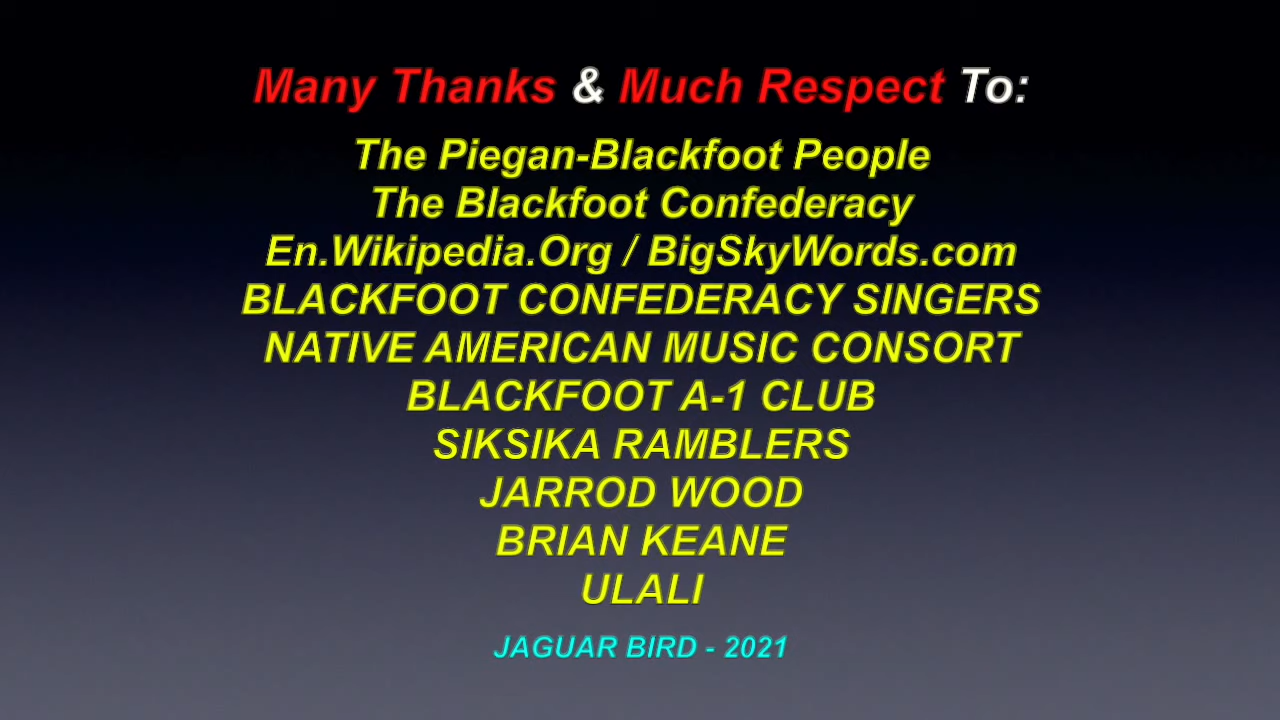 Many Thanks & Much Respect To:
The Piegan-Blackfoot People
The Blackfoot Confederacy
En.Wikipedia.Org / BigSkyWords.com
BLACKFOOT CONFEDERACY SINGERS
NATIVE AMERICAN MUSIC CONSORT
BLACKFOOT A-1 CLUB
SIKSIKA RAMBLERS
JARROD WOOD
BRIAN KEANE
ULALI
JAGUAR BIRD - 2021